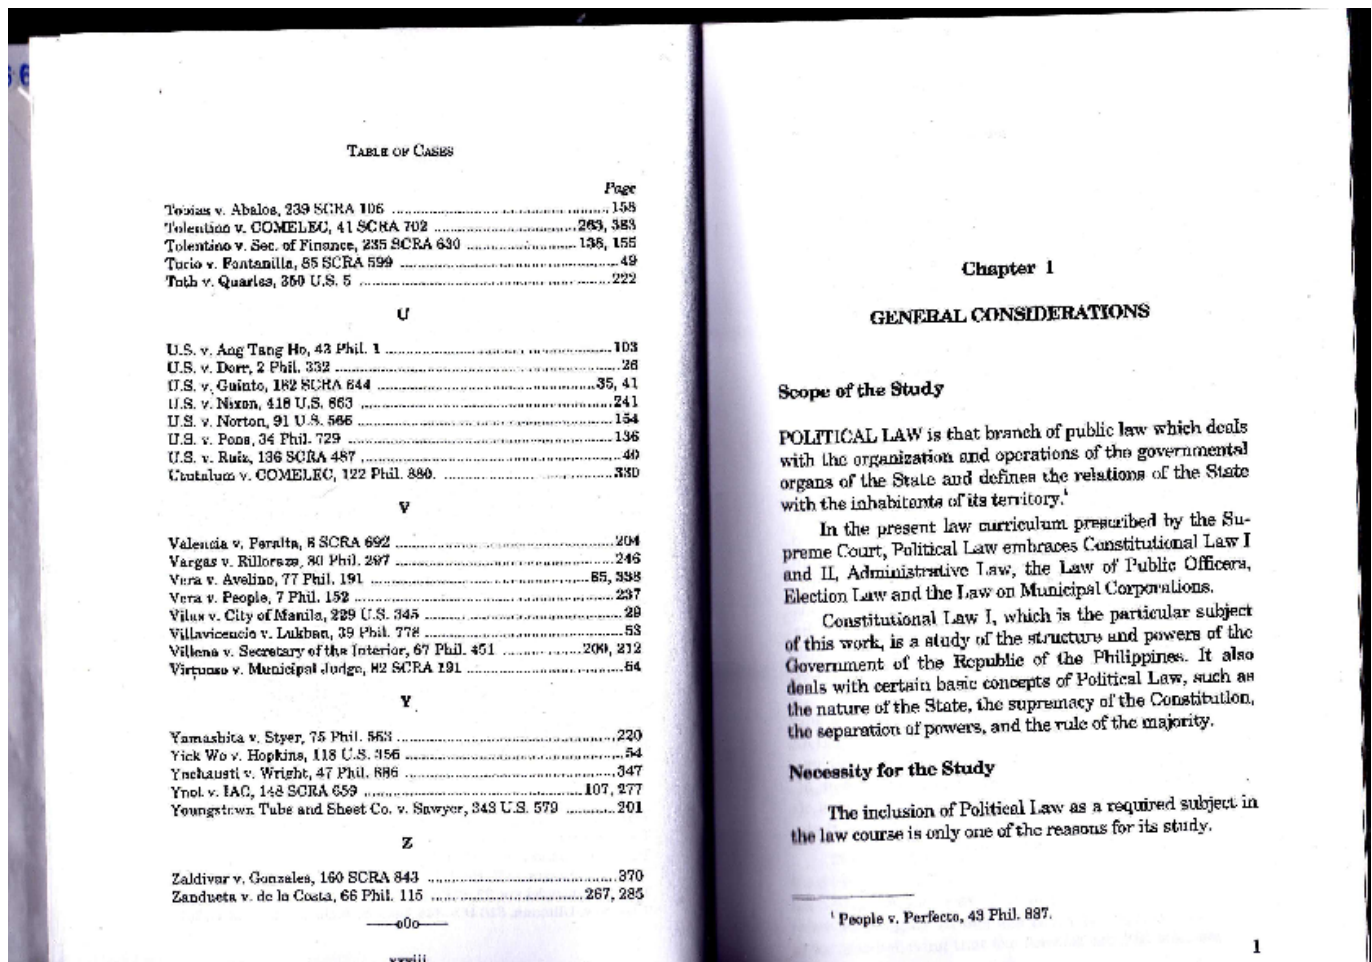 TABLE OF CASES
Page
Tobias v. Abalos, 239 SCRA 106 158
Tolentino v. COMELEC, 41 SCRA 702 263, 383
Tolentino v. Sec. of Finance, 235 SCRA 630 136, 155
Tucio v. Fontanilla, 85 SCRA 599 49
Toth v. Quarles, 350 U.S. 5 222
U
U.S. v. Ang Tang Ho, 43 Phil. 1 103
U.S. v. Dorr, 2 Phil. 332 26
U.S. v. Guinto, 182 SCRA 644 35, 41
U.S. v. Nixon, 418 U.S. 663 241
U.S. v. Norton, 91 U.S. 566 154
U.S. v. Pons, 34 Phil. 729 136
U.S. v. Ruiz, 136 SCRA 487 40
Ututalum v. COMELEC, 122 Phil. 880. 330
V
Valencia v. Peralta, 8 SCRA 692 204
Vargas v. Rilloraza, 80 Phil. 297 246
Vera v. Avelino, 77 Phil. 191 85, 338
Vera v. People, 7 Phil. 152 237
Vilas v. City of Manila, 229 U.S. 345 29
Villavicencio v. Lukban, 39 Phil. 778 53
Villena v. Secretary of the Interior, 67 Phil. 451 209, 212
Virtuoso v. Municipal Judge, 82 SCRA 191 64
Y
Yamashita v. Styer, 75 Phil. 563 220
Yick Wo v. Hopkins, 118 U.S. 356 54
Ynchausti v. Wright, 47 Phil. 886 347
Ynot v. IAC, 148 SCRA 659 107, 277
Youngstown Tube and Sheet Co. v. Sawyer, 343 U.S. 579 201
Z
Zaldivar v. Gonzales, 160 SCRA 843 370
Zandueta v. de la Costa, 66 Phil. 115 267, 285
o0o
xxxiii
Chapter 1
GENERAL CONSIDERATIONS
Scope of the Study
POLITICAL LAW is that branch of public law which deals
with the organization and operations of the governmental
organs of the State and defines the relations of the State
with the inhabitants of its territory.¹
In the present law curriculum prescribed by the Su-
preme Court, Political Law embraces Constitutional Law I
and II, Administrative Law, the Law of Public Officers,
Election Law and the Law on Municipal Corporations.
Constitutional Law I, which is the particular subject
of this work, is a study of the structure and powers of the
Government of the Republic of the Philippines. It also
deals with certain basic concepts of Political Law, such as
the nature of the State, the supremacy of the Constitution,
the separation of powers, and the rule of the majority.
Necessity for the Study
The inclusion of Political Law as a required subject in
the law course is only one of the reasons for its study.
¹ People v. Perfecto, 43 Phil. 887.
1